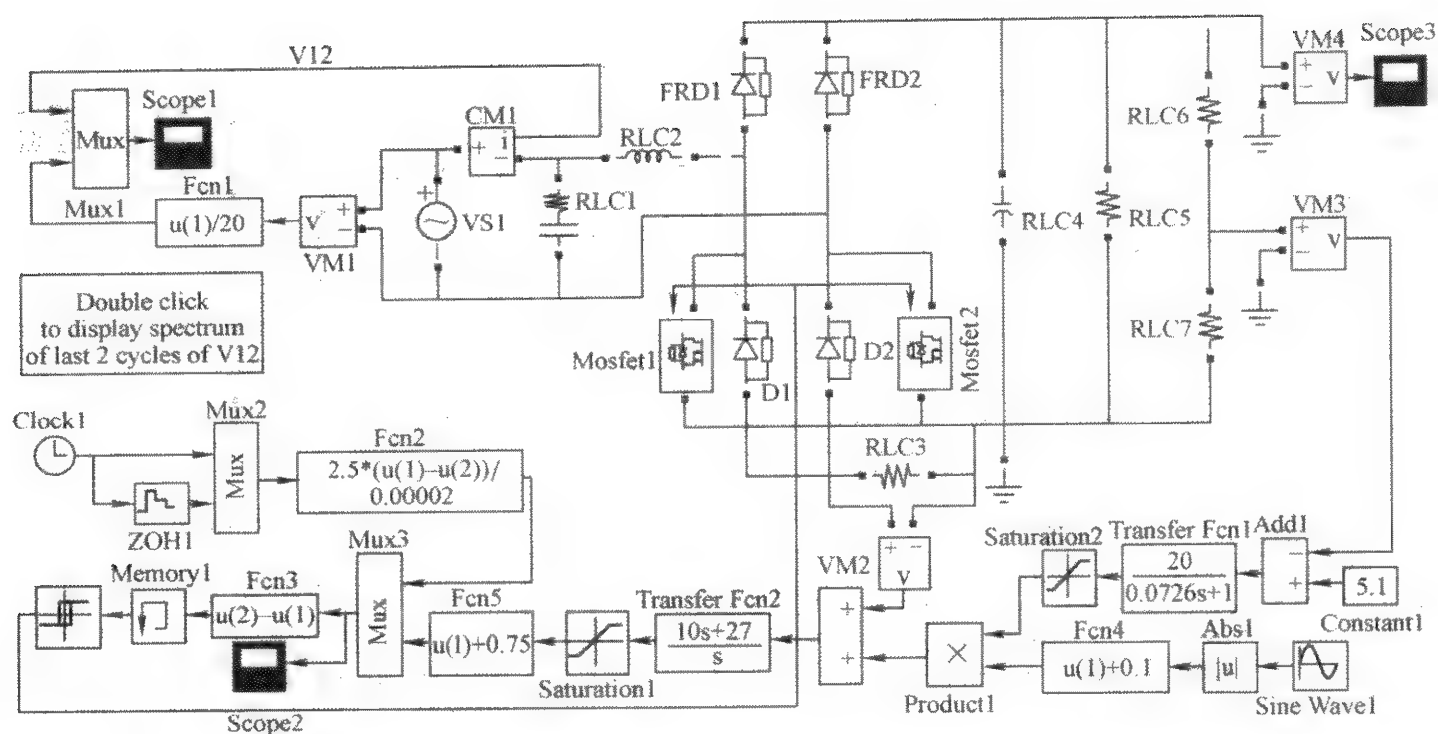 V12
Scope1
Mux
Fcn1
Mux1
u(1)/20
v
+
−
VM1
CM1
+
i
−
RLC2
+
VS1
RLC1
FRD1
FRD2
VM4
Scope3
+
−
v
RLC6
RLC4
RLC5
VM3
+
−
v
RLC7
Double click
to display spectrum
of last 2 cycles of V12
Mosfet1
D1
D2
Mosfet2
Clock1
Mux2
Mux
ZOH1
Fcn2
2.5*(u(1)−u(2))/
0.00002
RLC3
VM2
+ −
v
Saturation2
Transfer Fcn1
20
0.0726s+1
Add1
−
+
5.1
Constant1
Memory1
Fcn3
u(2)−u(1)
Mux3
Mux
Fcn5
u(1)+0.75
Saturation1
Transfer Fcn2
10s+27
s
+
+
×
Product1
Fcn4
u(1)+0.1
Abs1
|u|
Sine Wave1
Scope2